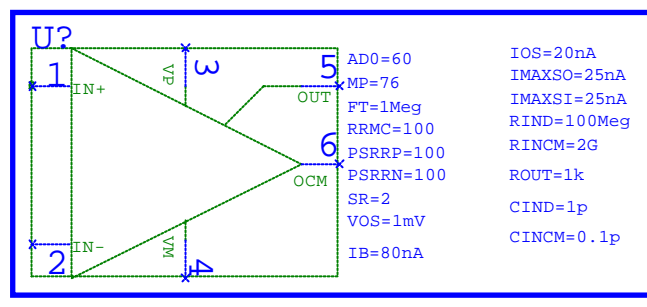 U?
1
IN+
VP
3
5
OUT
6
OCM
2
IN-
VM
4
AD0=60
MP=76
FT=1Meg
RRMC=100
PSRRP=100
PSRRN=100
SR=2
VOS=1mV
IB=80nA
IOS=20nA
IMAXSO=25nA
IMAXSI=25nA
RIND=100Meg
RINCM=2G
ROUT=1k
CIND=1p
CINCM=0.1p